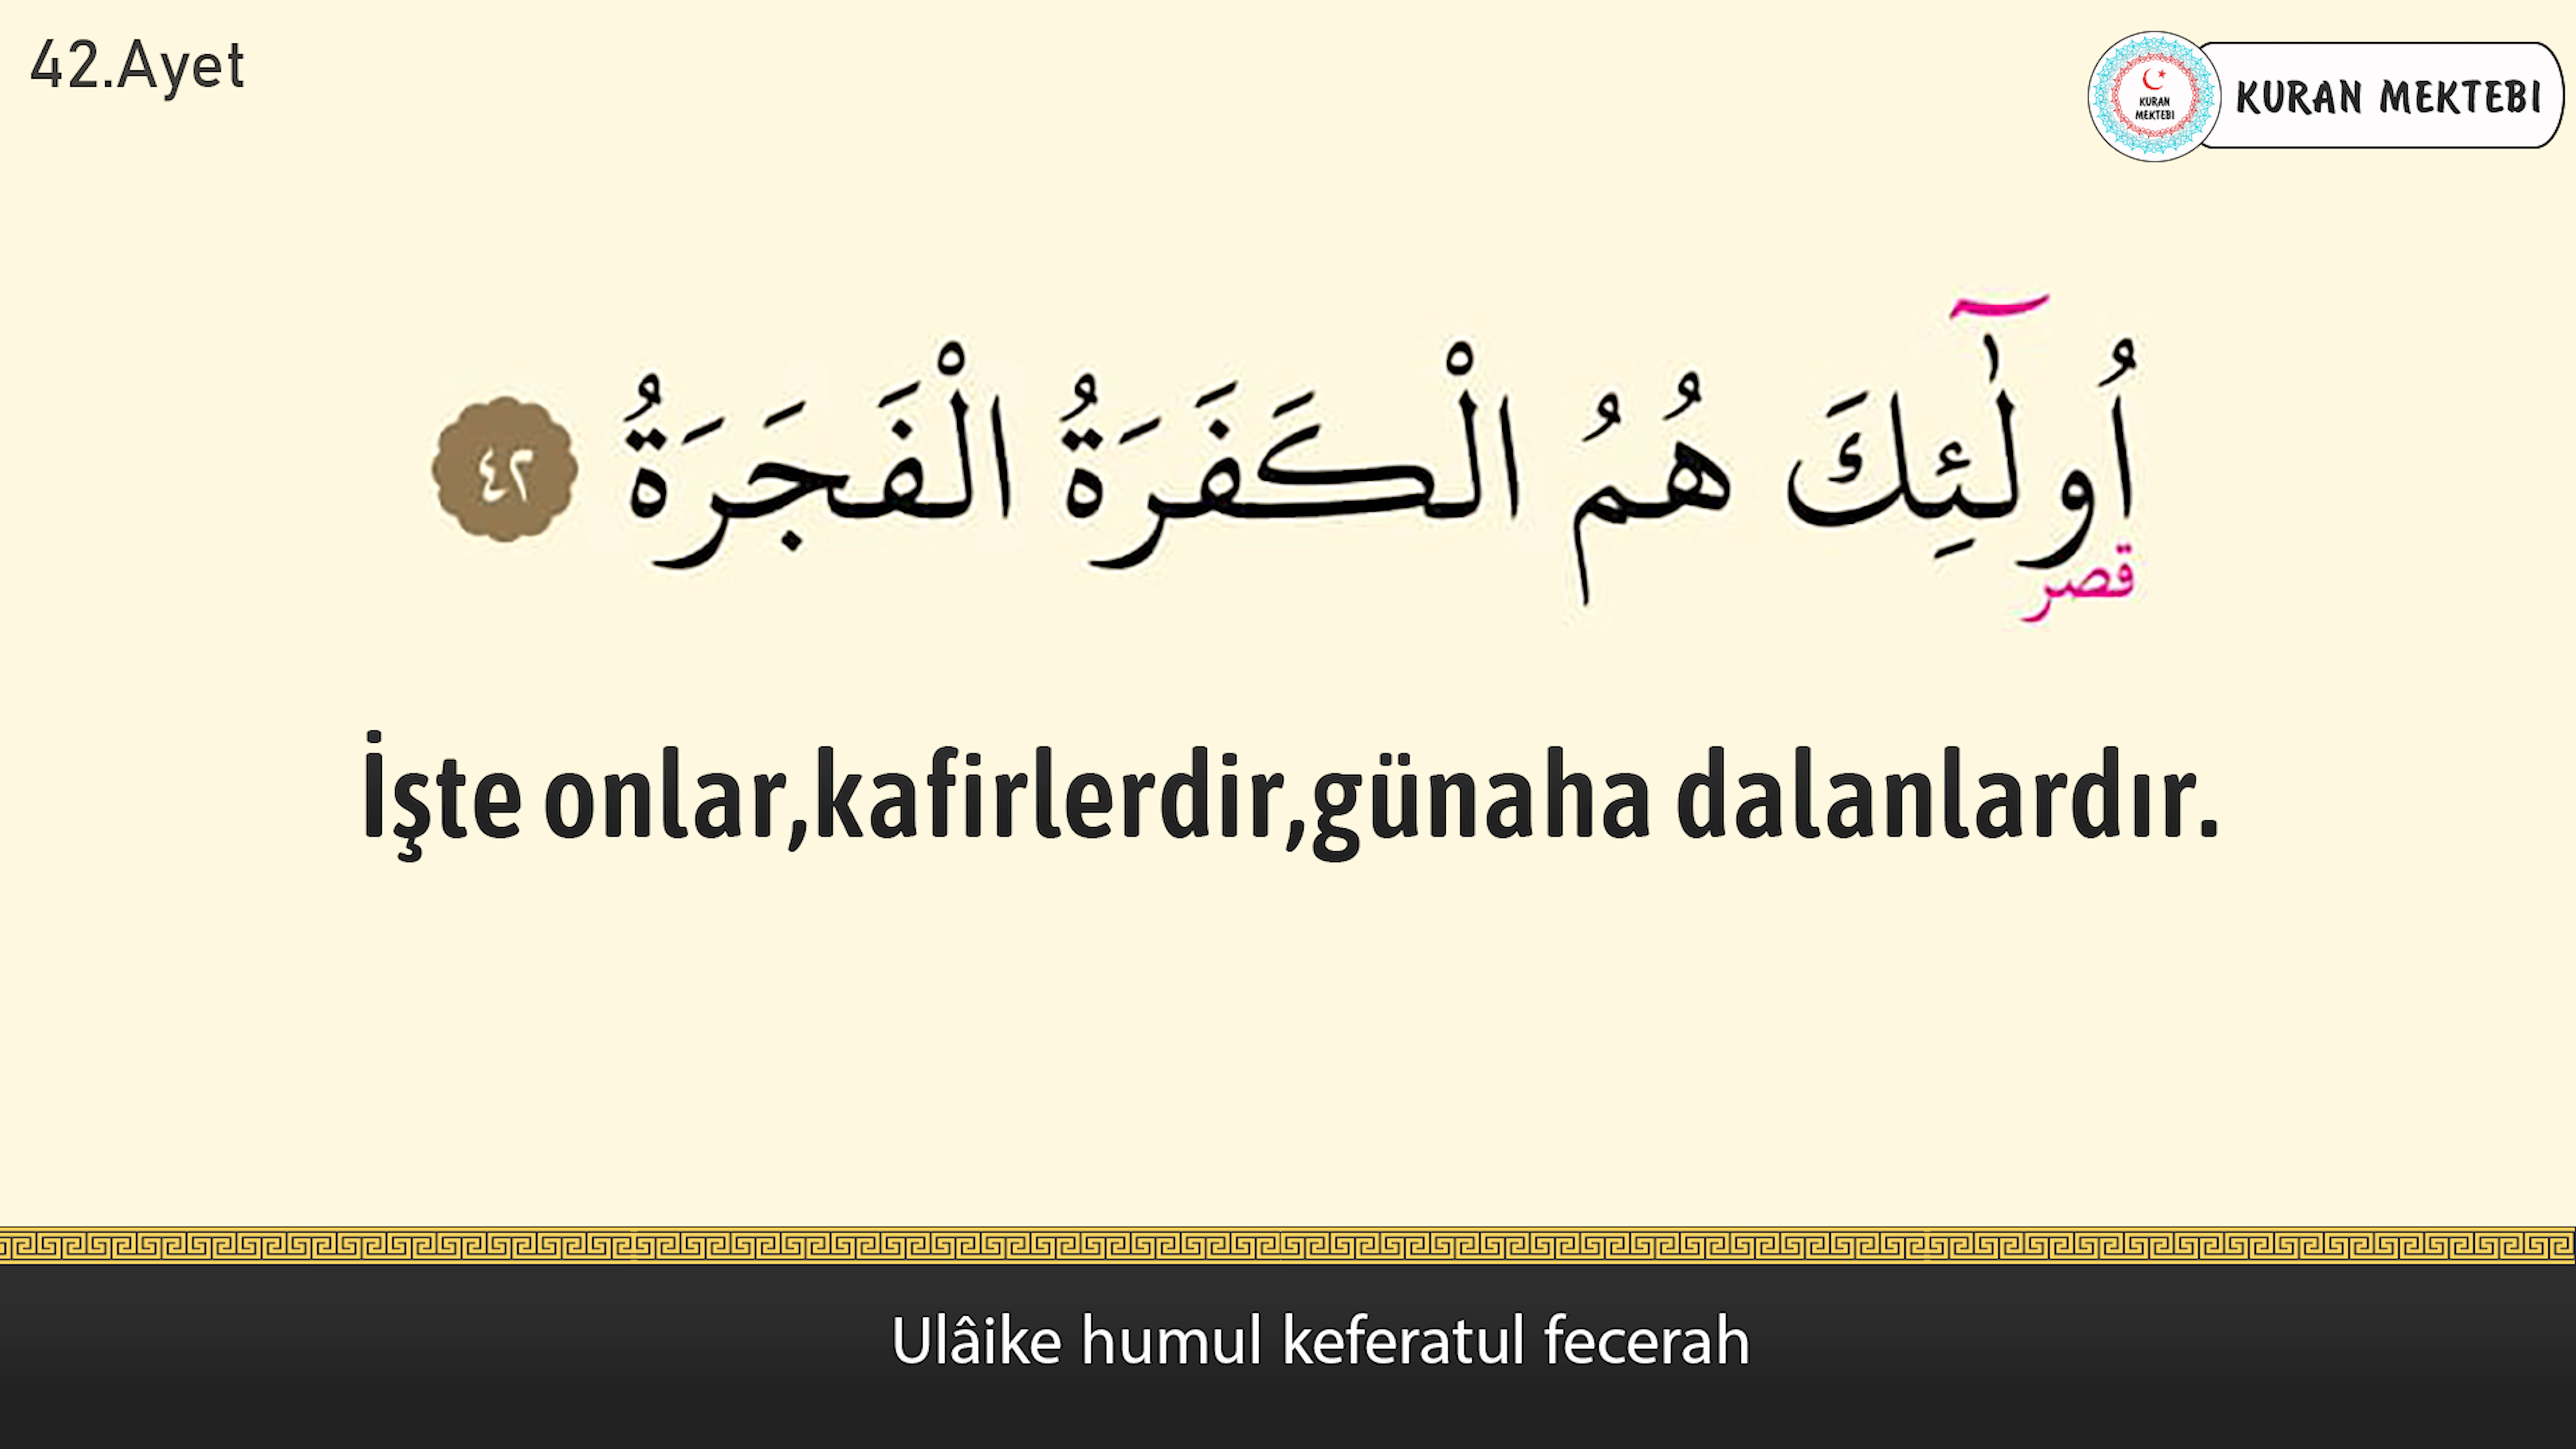 42.Ayet
KURAN MEKTEBI
KURAN MEKTEBI
اُو۬لٰٓئِكَ هُمُ الْكَفَرَةُ الْفَجَرَةُ ٤٢
قصر
İşte onlar,kafirlerdir,günaha dalanlardır.
Ulâike humul keferatul fecerah